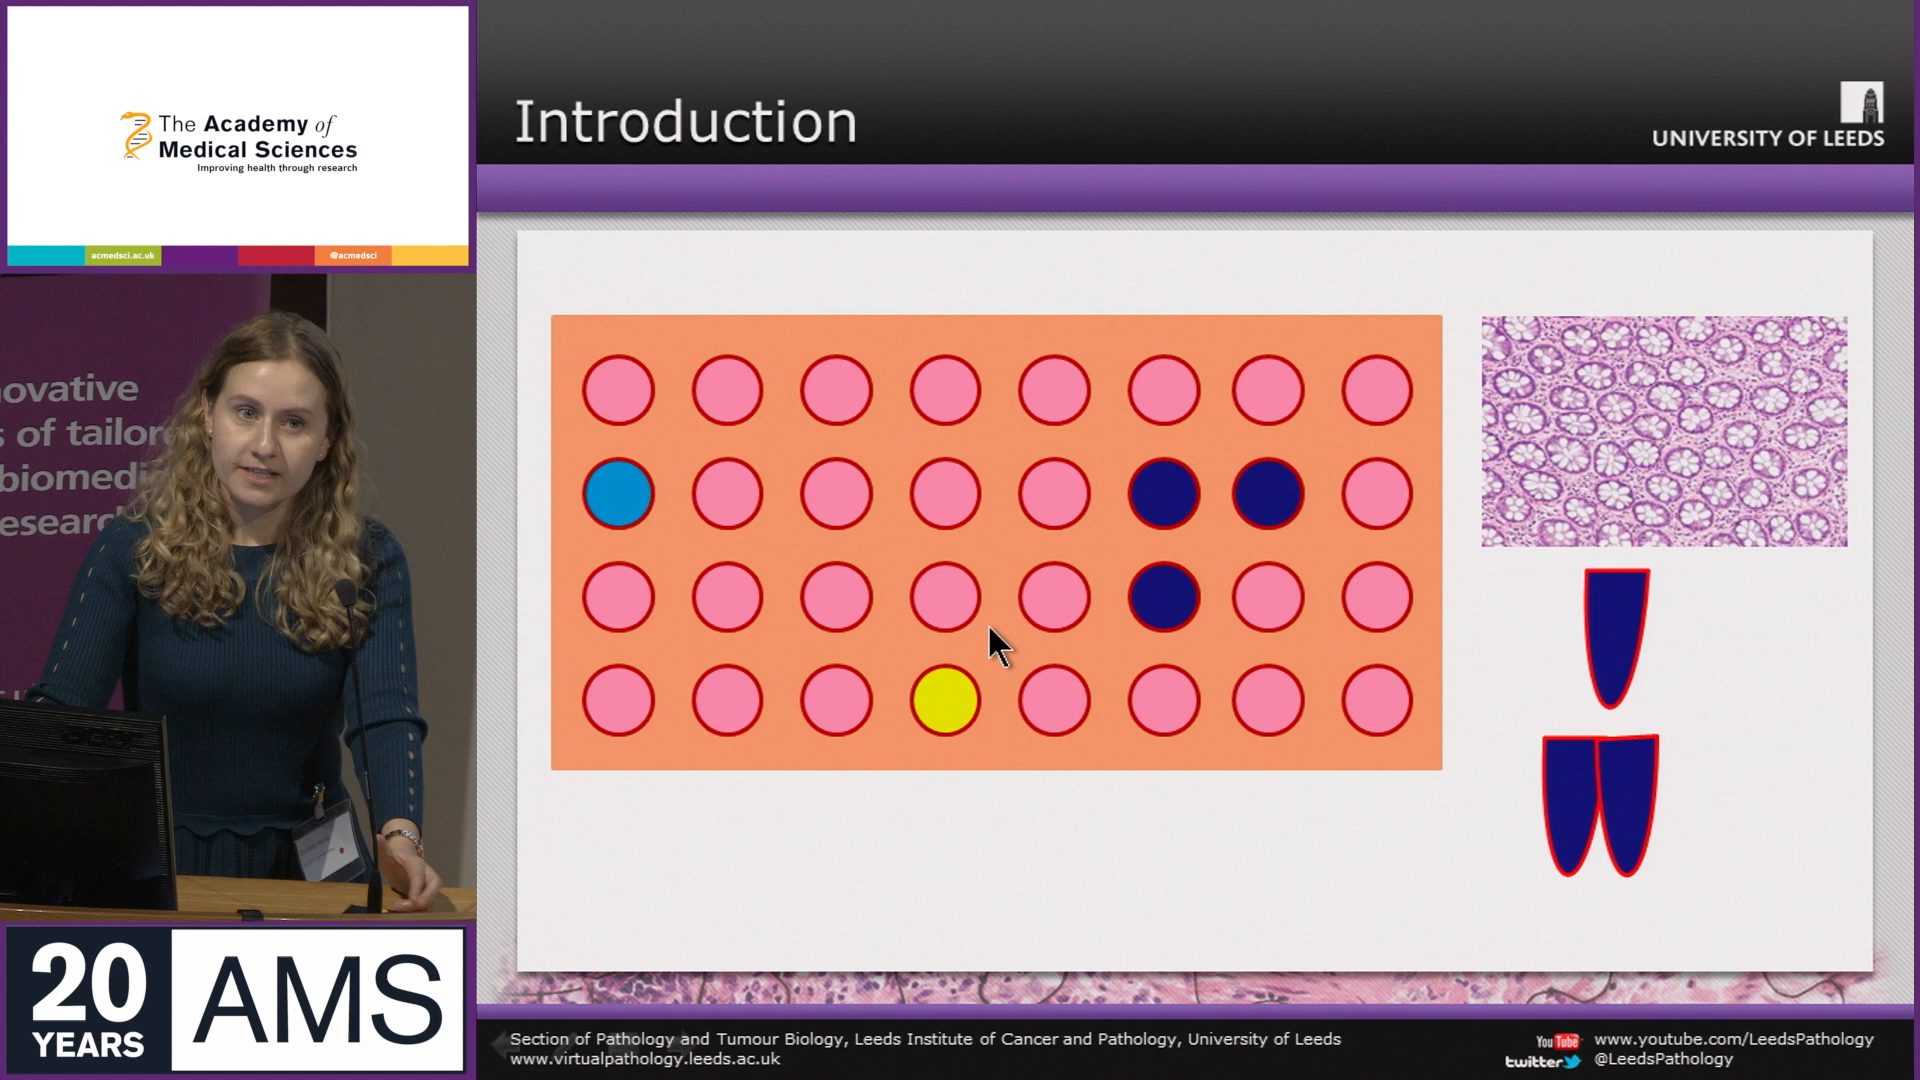 The Academy of
Medical Sciences
Improving health through research
acmedsci.ac.uk
@acmedsci
ovative
s of tailor
biomedi
esearc
acer
20
YEARS
AMS
Introduction
UNIVERSITY OF LEEDS
Section of Pathology and Tumour Biology, Leeds Institute of Cancer and Pathology, University of Leeds
www.virtualpathology.leeds.ac.uk
YouTube www.youtube.com/LeedsPathology
twitter @LeedsPathology